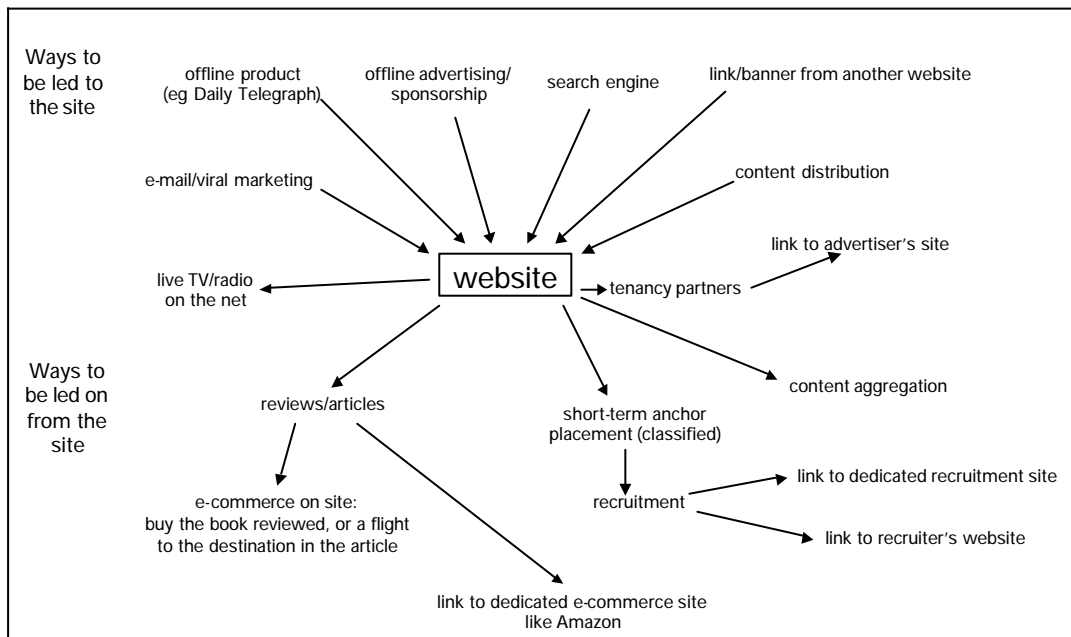 Ways to
be led to
the site
offline product
(eg Daily Telegraph)
offline advertising/
sponsorship
search engine
link/banner from another website
e-mail/viral marketing
content distribution
link to advertiser's site
live TV/radio
on the net
website
tenancy partners
Ways to
be led on
from the
site
reviews/articles
short-term anchor
placement (classified)
content aggregation
e-commerce on site:
buy the book reviewed, or a flight
to the destination in the article
recruitment
link to dedicated recruitment site
link to recruiter's website
link to dedicated e-commerce site
like Amazon